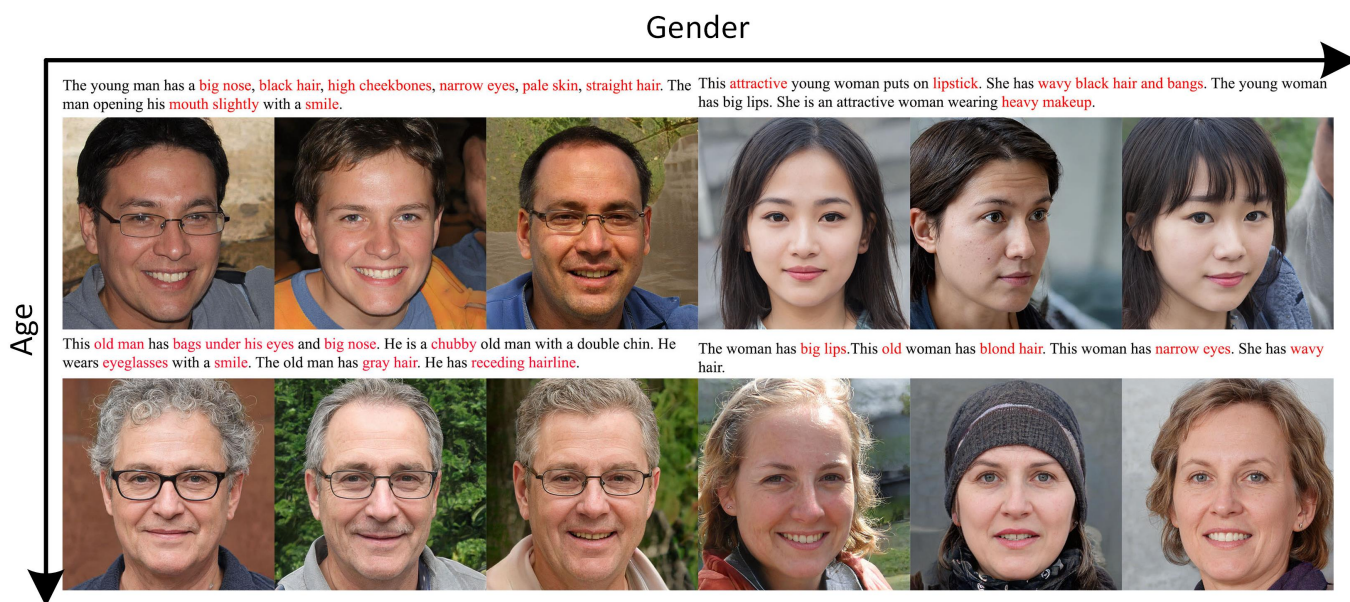 Gender
The young man has a big nose, black hair, high cheekbones, narrow eyes, pale skin, straight hair. The
man opening his mouth slightly with a smile.
This attractive young woman puts on lipstick. She has wavy black hair and bangs. The young woman
has big lips. She is an attractive woman wearing heavy makeup.
Age
This old man has bags under his eyes and big nose. He is a chubby old man with a double chin. He
wears eyeglasses with a smile. The old man has gray hair. He has receding hairline.
The woman has big lips.This old woman has blond hair. This woman has narrow eyes. She has wavy
hair.